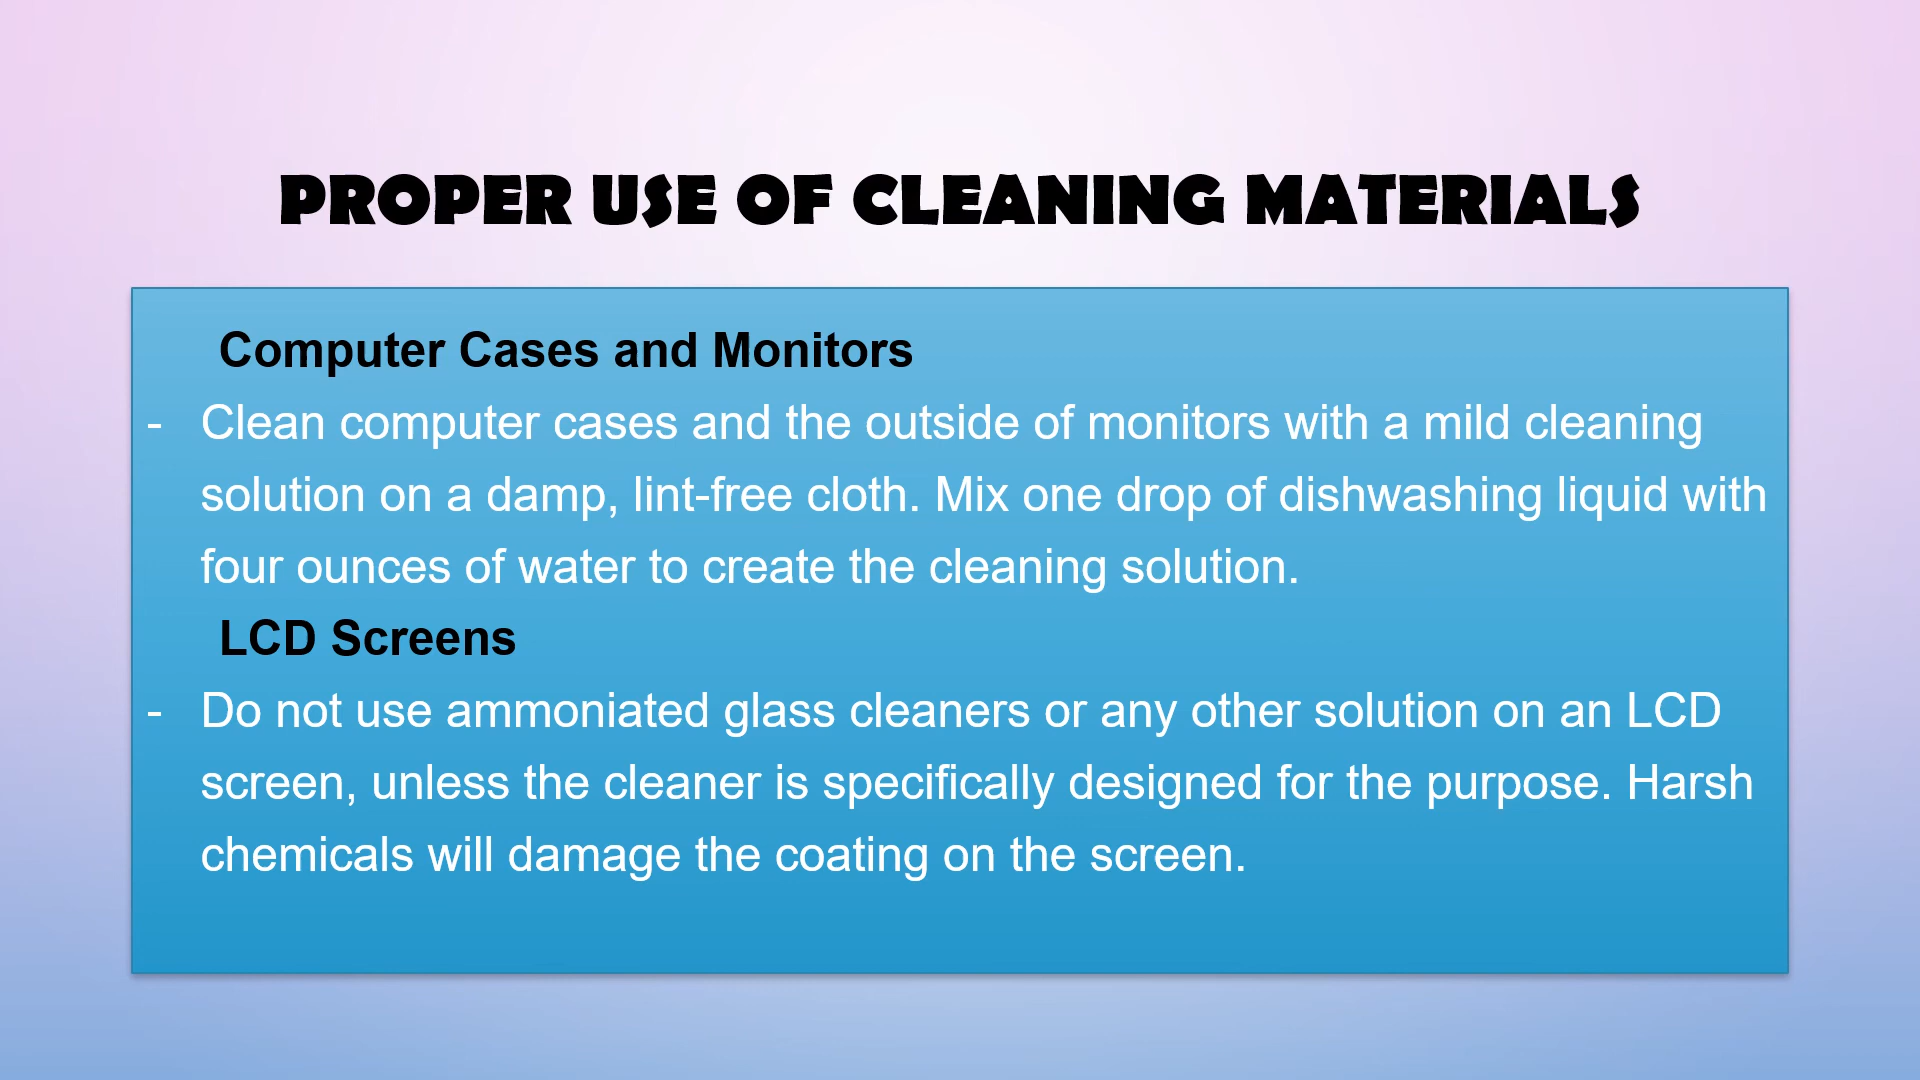 PROPER USE OF CLEANING MATERIALS
Computer Cases and Monitors
- Clean computer cases and the outside of monitors with a mild cleaning
solution on a damp, lint-free cloth. Mix one drop of dishwashing liquid with
four ounces of water to create the cleaning solution.
LCD Screens
- Do not use ammoniated glass cleaners or any other solution on an LCD
screen, unless the cleaner is specifically designed for the purpose. Harsh
chemicals will damage the coating on the screen.